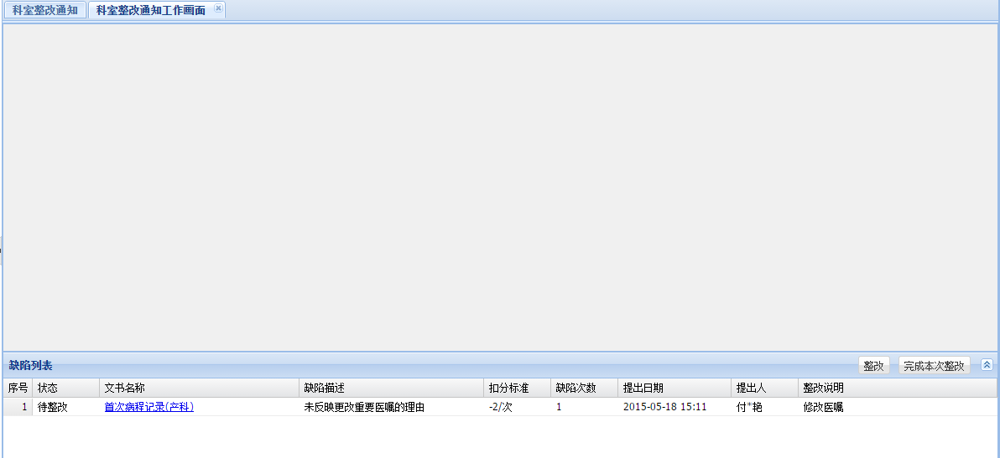 科室整改通知 科室整改通知工作画面
缺陷列表 整改 完成本次整改
序号 状态 文书名称 缺陷描述 扣分标准 缺陷次数 提出日期 提出人 整改说明
1 待整改 首次病程记录(产科) 未反映更改重要医嘱的理由 -2/次 1 2015-05-18 15:11 付*艳 修改医嘱